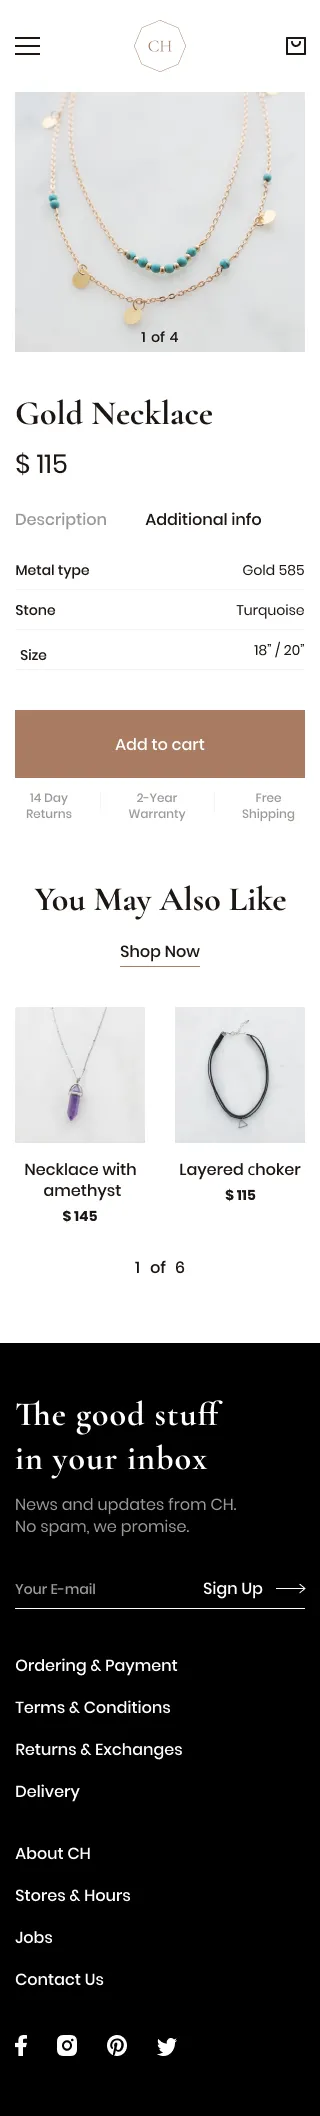 CH
1 of 4
Gold Necklace
$ 115
Description Additional info
Metal type Gold 585
Stone Turquoise
Size 18” / 20”
Add to cart
14 Day Returns
2-Year Warranty
Free Shipping
You May Also Like
Shop Now
Necklace with
amethyst
$ 145
Layered choker
$ 115
1 of 6
The good stuff
in your inbox
News and updates from CH.
No spam, we promise.
Your E-mail Sign Up
Ordering & Payment
Terms & Conditions
Returns & Exchanges
Delivery
About CH
Stores & Hours
Jobs
Contact Us